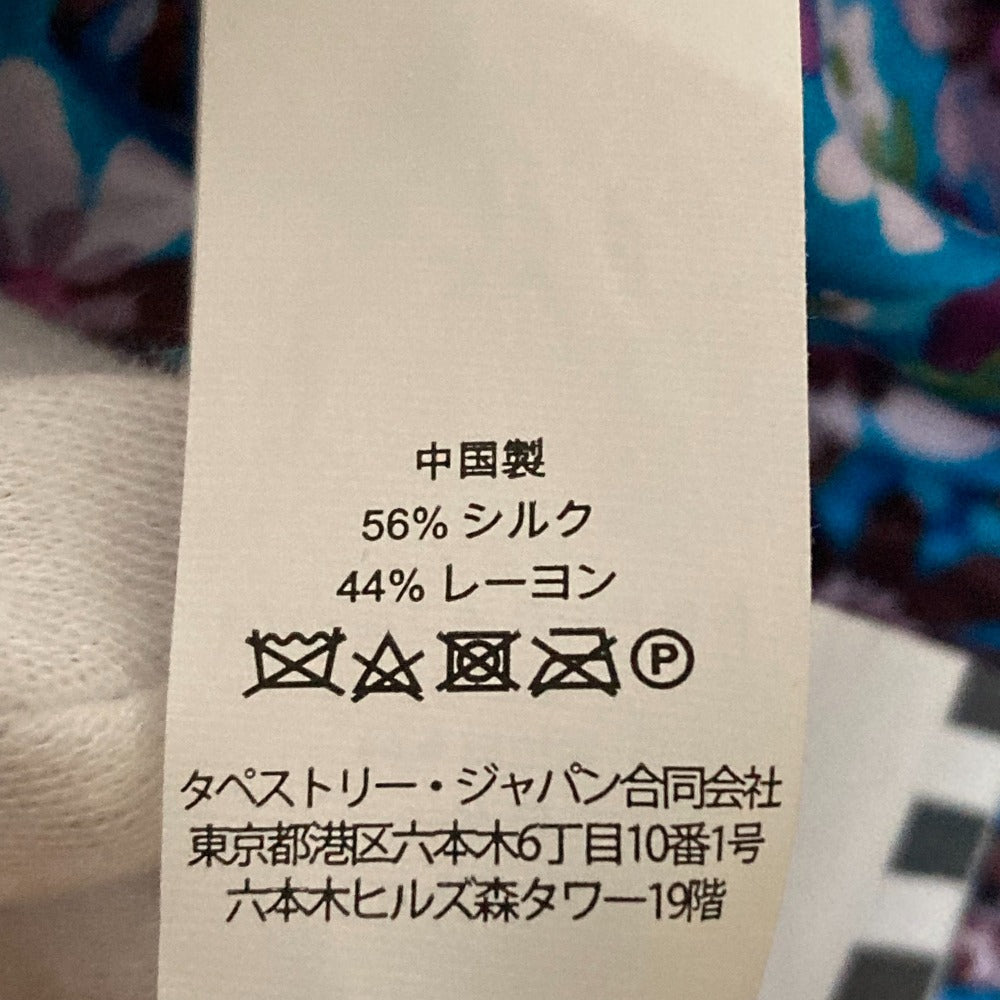 中国製
56% シルク
44% レーヨン
P
タペストリー・ジャパン合同会社
東京都港区六本木6丁目10番1号
六本木ヒルズ森タワー19階